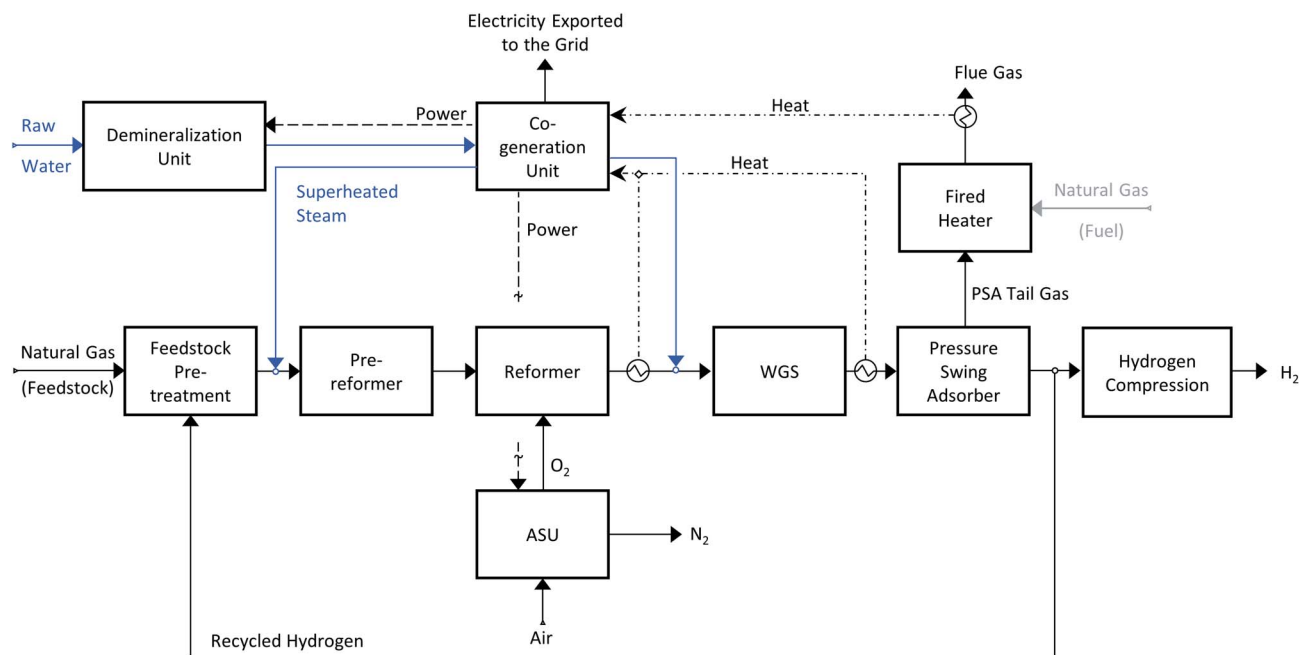 Electricity Exported
to the Grid
Flue Gas
Heat
Power
Raw
Water
Demineralization
Unit
Co-
generation
Unit
Heat
Superheated
Steam
Power
Fired
Heater
Natural Gas
(Fuel)
PSA Tail Gas
Natural Gas
(Feedstock)
Feedstock
Pre-
treatment
Pre-
reformer
Reformer
WGS
Pressure
Swing
Adsorber
Hydrogen
Compression
H₂
O₂
ASU
N₂
Air
Recycled Hydrogen